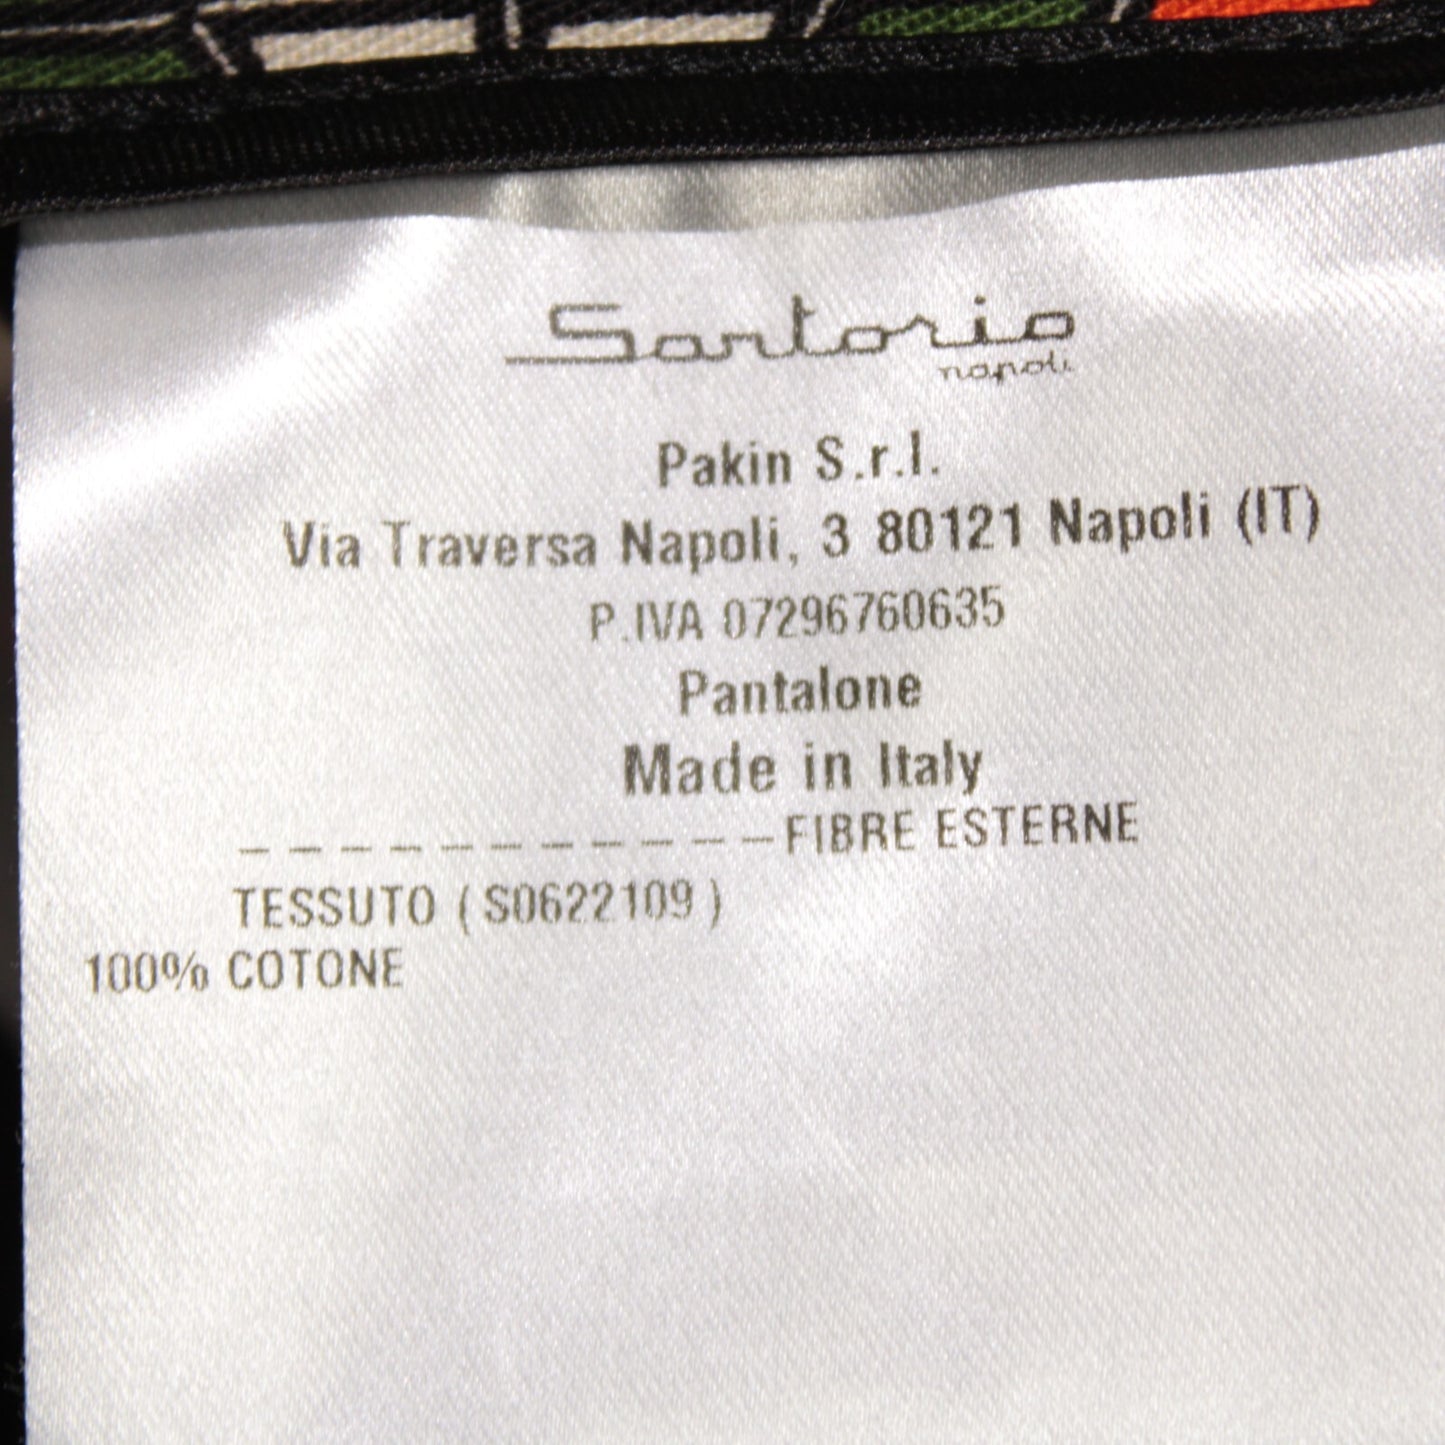 Sartorio
napoli
Pakin S.r.l.
Via Traversa Napoli, 3 80121 Napoli (IT)
P.IVA 07296760635
Pantalone
Made in Italy
-----------FIBRE ESTERNE
TESSUTO ( S0622109 )
100% COTONE